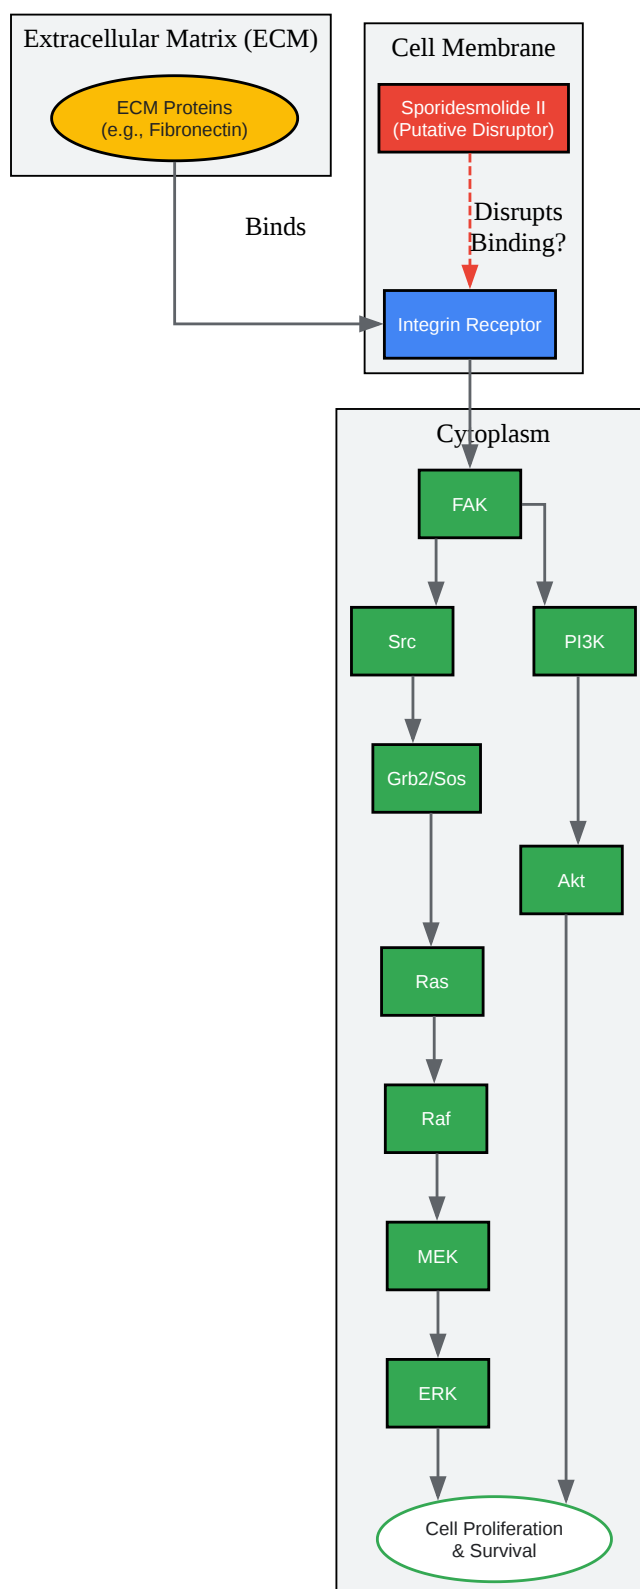 Extracellular Matrix (ECM)
ECM Proteins
(e.g., Fibronectin)
Binds
Cell Membrane
Sporidesmolide II
(Putative Disruptor)
Disrupts
Binding?
Integrin Receptor
Cytoplasm
FAK
Src
PI3K
Grb2/Sos
Akt
Ras
Raf
MEK
ERK
Cell Proliferation
& Survival